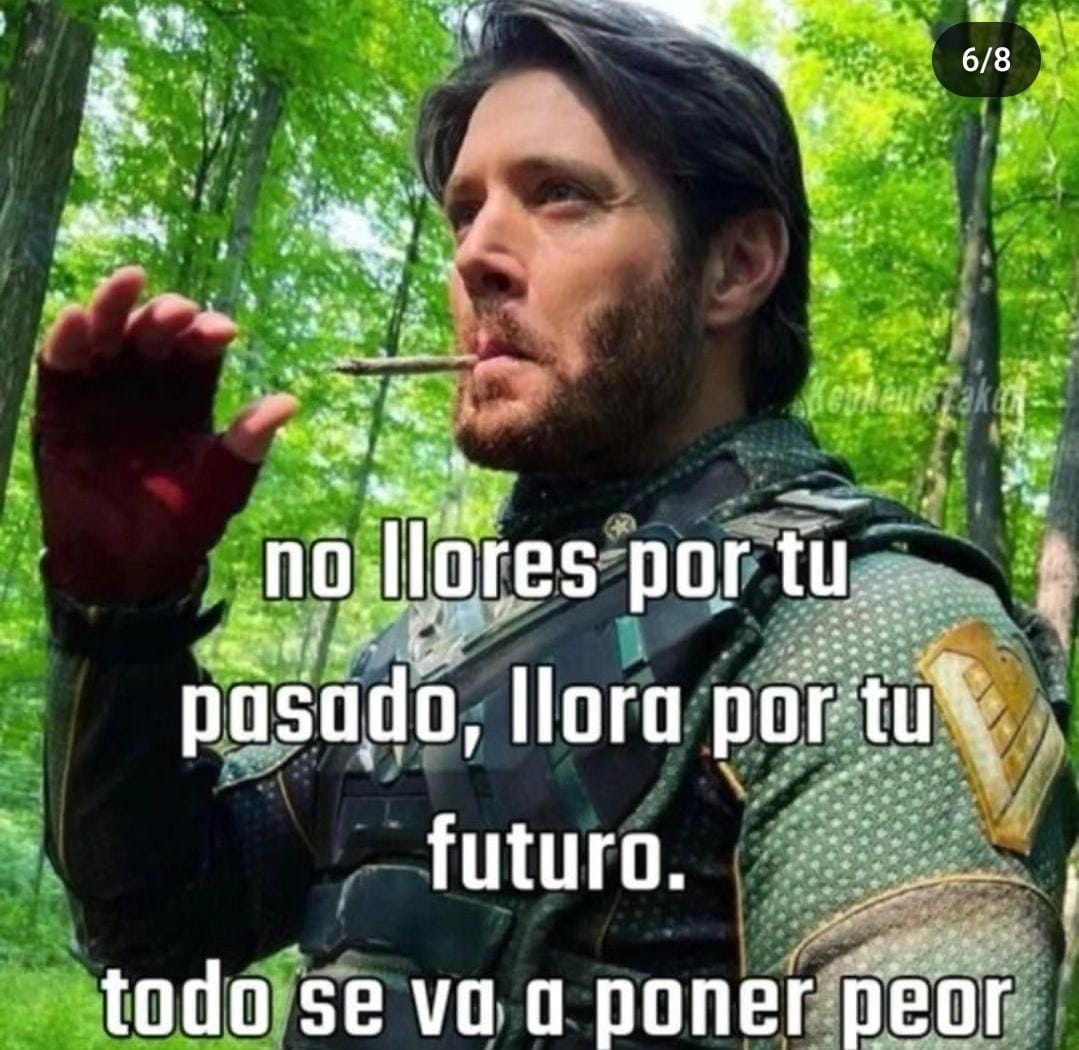 6/8
no llores por tu
pasado, llora por tu
futuro.
todo se va a poner peor